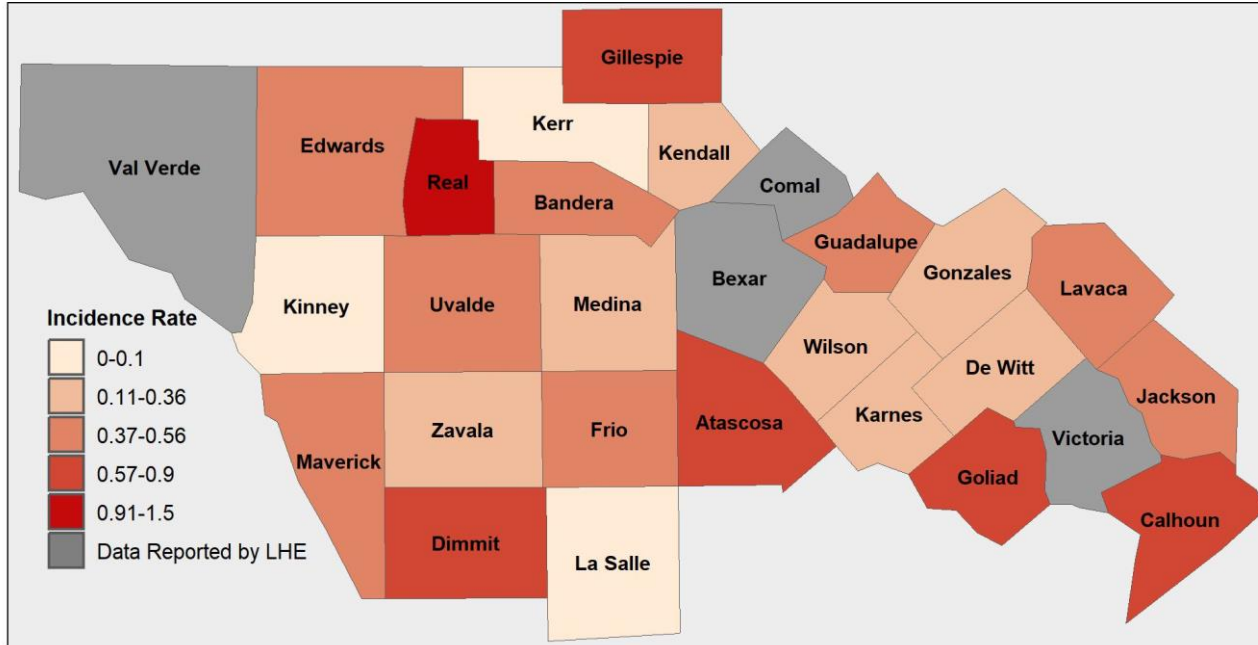 Gillespie
Kerr
Edwards
Kendall
Val Verde
Real
Comal
Bandera
Guadalupe
Gonzales
Bexar
Lavaca
Kinney
Uvalde
Medina
Wilson
De Witt
Jackson
Karnes
Atascosa
Zavala
Frio
Victoria
Maverick
Goliad
Calhoun
Dimmit
La Salle
Incidence Rate
0-0.1
0.11-0.36
0.37-0.56
0.57-0.9
0.91-1.5
Data Reported by LHE